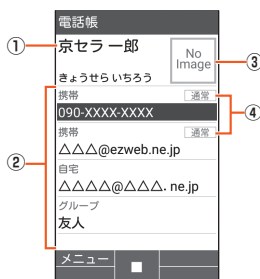 電話帳
①
京セラ 一郎
No
Image
③
きょうせら いちろう
携帯 通常
090-XXXX-XXXX
④
携帯 通常
②
△△△@ezweb.ne.jp
自宅
△△△△@△△△. ne.jp
グループ
友人
メニュー